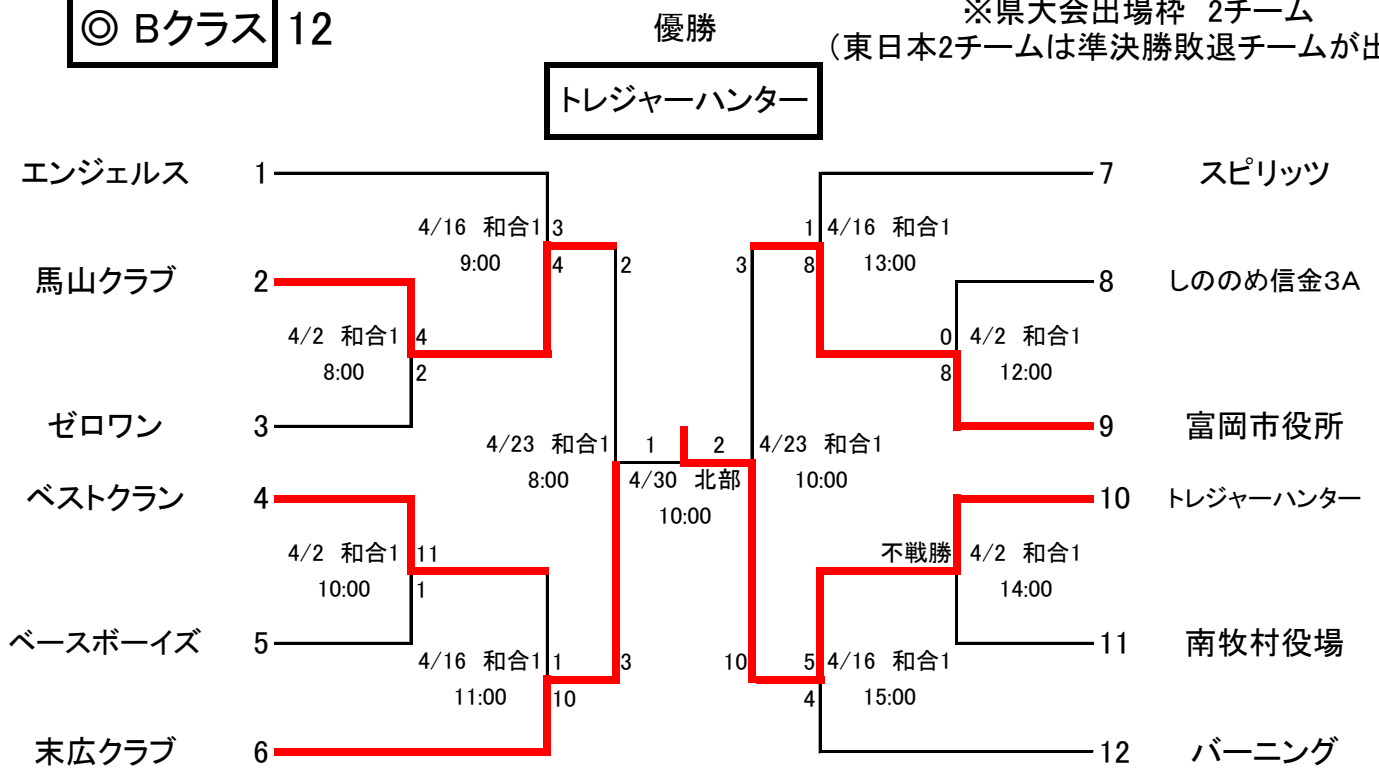 ◎ Bクラス 12
優勝
※県大会出場枠 2チーム
（東日本2チームは準決勝敗退チームが出
トレジャーハンター
エンジェルス 1
7 スピリッツ
4/16 和合1 3
1 4/16 和合1
9:00 4 2
3 8 13:00
馬山クラブ 2
8 しののめ信金3A
4/2 和合1 4
0 4/2 和合1
8:00 2
8 12:00
ゼロワン 3
9 富岡市役所
4/23 和合1 1 2 4/23 和合1
8:00 4/30 北部 10:00
10:00
ベストクラン 4
10 トレジャーハンター
4/2 和合1 11
不戦勝 4/2 和合1
10:00 1
14:00
ベースボーイズ 5
11 南牧村役場
4/16 和合1 1 3
10 5 4/16 和合1
11:00 10
4 15:00
末広クラブ 6
12 バーニング